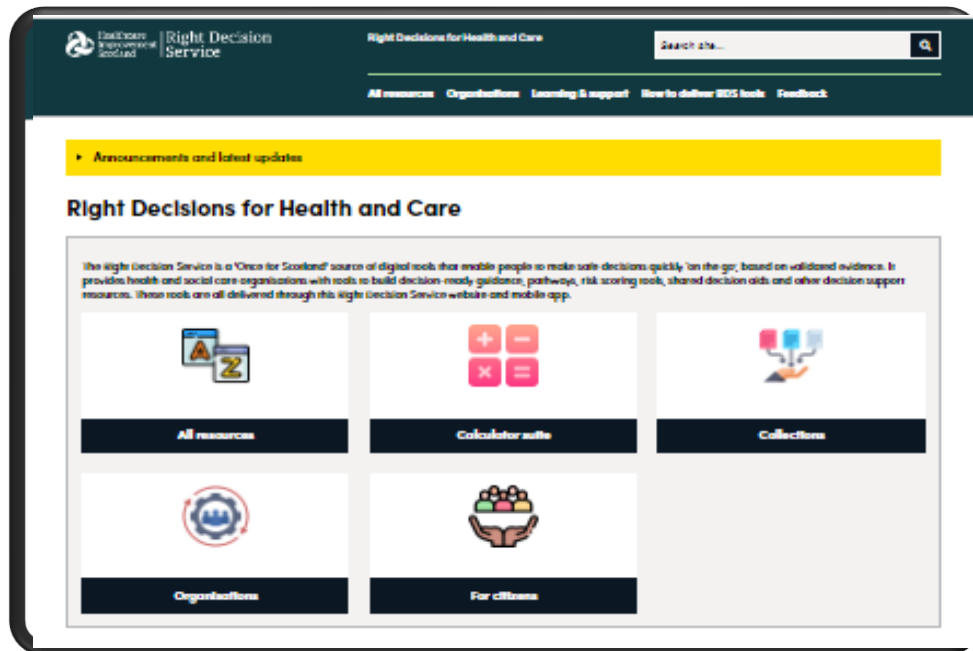 Healthcare
Improvement
Scotland
Right Decision
Service
Right Decisions for Health and Care
Search site...
All resources Organisations Learning & support How to deliver RDS tools Feedback
Announcements and latest updates
Right Decisions for Health and Care
The Right Decision Service is a 'Once for Scotland' source of digital tools that enable people to make safe decisions quickly 'on the go', based on validated evidence. It
provides health and social care organisations with tools to build decision-ready guidance, pathways, risk scoring tools, shared decision aids and other decision support
resources. These tools are all delivered through this Right Decision Service website and mobile app.
A
Z
All resources
Calculator suite
Collections
Organisations
For citizens